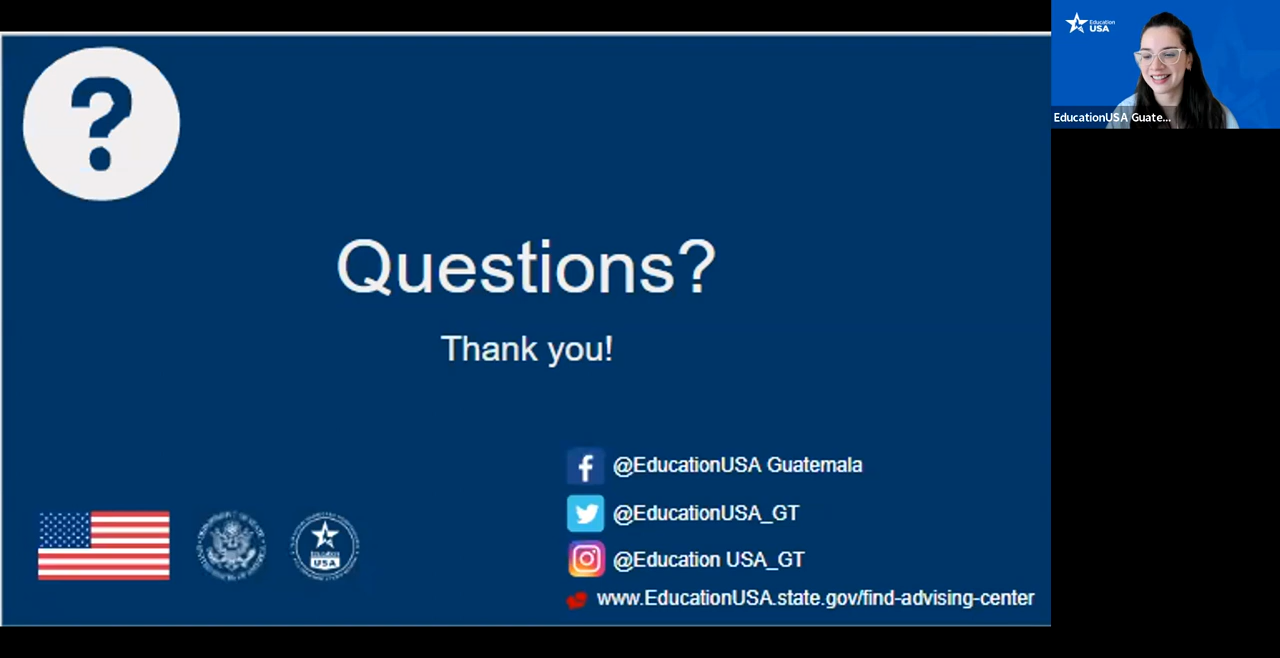 Education
USA
EducationUSA Guate...
?
Questions?
Thank you!
@EducationUSA Guatemala
@EducationUSA_GT
@Education USA_GT
www.EducationUSA.state.gov/find-advising-center
USA